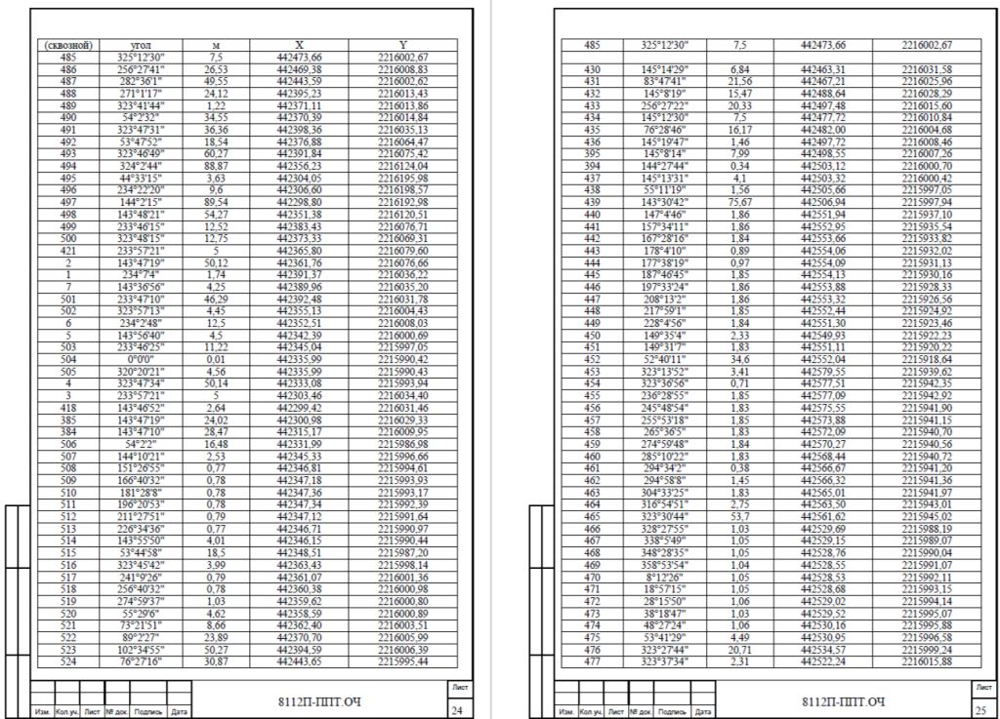 (сквозной) угол м X Y
485 325°12'30" 7,5 442473,66 2216002,67
486 256°27'41" 26,53 442469,38 2216008,83
487 282°36'1" 49,55 442443,59 2216002,62
488 271°1'17" 24,12 442395,23 2216013,43
489 323°41'44" 1,22 442371,11 2216013,86
490 54°2'32" 34,55 442370,39 2216014,84
491 323°47'31" 36,36 442398,36 2216035,13
492 53°47'52" 18,54 442376,88 2216064,47
493 323°46'49" 60,27 442391,84 2216075,42
494 324°2'44" 88,87 442356,23 2216124,04
495 44°33'15" 3,63 442304,05 2216195,98
496 234°22'20" 9,6 442306,60 2216198,57
497 144°2'15" 89,54 442298,80 2216192,98
498 143°48'21" 54,27 442351,38 2216120,51
499 233°46'15" 12,52 442383,43 2216076,71
500 323°48'15" 12,75 442373,33 2216069,31
421 233°57'21" 5 442365,80 2216079,60
2 143°47'19" 50,12 442361,76 2216076,66
1 234°7'4" 1,74 442391,37 2216036,22
7 143°36'56" 4,25 442389,96 2216035,20
501 233°47'10" 46,29 442392,48 2216031,78
502 323°57'13" 4,45 442355,13 2216004,43
6 234°2'48" 12,5 442352,51 2216008,03
5 143°56'40" 4,5 442342,39 2216000,69
503 233°46'25" 11,22 442345,04 2215997,05
504 0°0'0" 0,01 442335,99 2215990,42
505 320°20'21" 4,56 442335,99 2215990,43
4 323°47'34" 50,14 442333,08 2215993,94
3 233°57'21" 5 442303,46 2216034,40
418 143°46'52" 2,64 442299,42 2216031,46
385 143°47'19" 24,02 442300,98 2216029,33
384 143°47'10" 28,47 442315,17 2216009,95
506 54°2'2" 16,48 442331,99 2215986,98
507 144°10'21" 2,53 442345,33 2215996,66
508 151°26'55" 0,77 442346,81 2215994,61
509 166°40'32" 0,78 442347,18 2215993,93
510 181°28'8" 0,78 442347,36 2215993,17
511 196°20'53" 0,78 442347,34 2215992,39
512 211°27'51" 0,79 442347,12 2215991,64
513 226°34'36" 0,77 442346,71 2215990,97
514 143°55'50" 4,01 442346,15 2215990,44
515 53°44'58" 18,5 442348,51 2215987,20
516 323°45'42" 3,99 442363,43 2215998,14
517 241°9'26" 0,79 442361,07 2216001,36
518 256°40'32" 0,78 442360,38 2216000,98
519 274°59'37" 1,03 442359,62 2216000,80
520 55°29'6" 4,62 442358,59 2216000,89
521 73°21'51" 8,66 442362,40 2216003,51
522 89°2'27" 23,89 442370,70 2216005,99
523 102°34'55" 50,27 442394,59 2216006,39
524 76°27'16" 30,87 442443,65 2215995,44
8112П-ППТ.ОЧ
Лист
24
Изм. Кол.уч. Лист № док. Подпись Дата
485 325°12'30" 7,5 442473,66 2216002,67
430 145°14'29" 6,84 442463,31 2216031,58
431 83°47'41" 21,56 442467,21 2216025,96
432 145°8'19" 15,47 442488,64 2216028,29
433 256°27'22" 20,33 442497,48 2216015,60
434 145°12'30" 7,5 442477,72 2216010,84
435 76°28'46" 16,17 442482,00 2216004,68
436 145°19'47" 1,46 442497,72 2216008,46
395 145°8'14" 7,99 442498,55 2216007,26
394 144°27'44" 0,34 442503,12 2216000,70
437 145°13'31" 4,1 442503,32 2216000,42
438 55°11'19" 1,56 442505,66 2215997,05
439 143°30'42" 75,67 442506,94 2215997,94
440 147°4'46" 1,86 442551,94 2215937,10
441 157°34'11" 1,86 442552,95 2215935,54
442 167°28'16" 1,84 442553,66 2215933,82
443 178°4'10" 0,89 442554,06 2215932,02
444 177°38'19" 0,97 442554,09 2215931,13
445 187°46'45" 1,85 442554,13 2215930,16
446 197°33'24" 1,86 442553,88 2215928,33
447 208°13'2" 1,86 442553,32 2215926,56
448 217°59'1" 1,85 442552,44 2215924,92
449 228°4'56" 1,84 442551,30 2215923,46
450 149°35'4" 2,33 442549,93 2215922,23
451 149°31'7" 1,83 442551,11 2215920,22
452 52°40'11" 34,6 442552,04 2215918,64
453 323°13'52" 3,41 442579,55 2215939,62
454 323°36'56" 0,71 442577,51 2215942,35
455 236°28'55" 1,85 442577,09 2215942,92
456 245°48'54" 1,83 442575,55 2215941,90
457 255°53'18" 1,85 442573,88 2215941,15
458 265°36'5" 1,83 442572,09 2215940,70
459 274°59'48" 1,84 442570,27 2215940,56
460 285°10'22" 1,83 442568,44 2215940,72
461 294°34'2" 0,38 442566,67 2215941,20
462 294°58'8" 1,45 442566,32 2215941,36
463 304°33'25" 1,83 442565,01 2215941,97
464 316°54'51" 2,75 442563,50 2215943,01
465 323°30'44" 53,7 442561,62 2215945,02
466 328°27'55" 1,03 442529,66 2215988,19
467 338°5'49" 1,05 442529,15 2215989,07
468 348°28'35" 1,05 442528,76 2215990,04
469 358°53'54" 1,04 442528,55 2215991,07
470 8°12'26" 1,05 442528,53 2215992,11
471 18°57'15" 1,05 442528,68 2215993,15
472 28°15'50" 1,06 442529,02 2215994,14
473 38°18'47" 1,03 442529,52 2215995,07
474 48°27'24" 1,06 442530,16 2215995,88
475 53°41'29" 4,49 442530,95 2215996,58
476 323°27'44" 20,71 442534,57 2215999,24
477 323°37'34" 2,31 442522,24 2216015,88
8112П-ППТ.ОЧ
Лист
25
Изм. Кол.уч. Лист № док. Подпись Дата